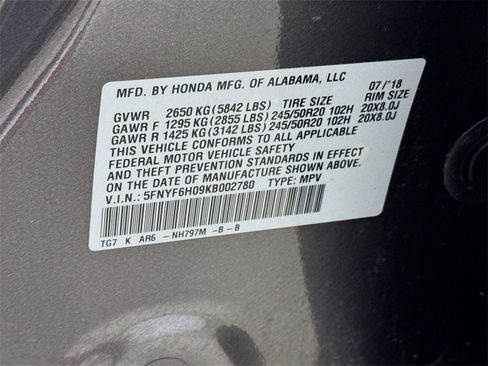 MFD. BY HONDA MFG. OF ALABAMA, LLC 07/'18
GVWR 2650 KG (5842 LBS) TIRE SIZE RIM SIZE
GAWR F 1295 KG (2855 LBS) 245/50R20 102H 20X8.0J
GAWR R 1425 KG (3142 LBS) 245/50R20 102H 20X8.0J
THIS VEHICLE CONFORMS TO ALL APPLICABLE
FEDERAL MOTOR VEHICLE SAFETY
AND THEFT PREVENTION STANDARDS IN EFFECT
ON THE DATE OF MANUFACTURE SHOWN ABOVE.
V.I.N.: 5FNYF6H09KB002780 TYPE: MPV
TG7 K AR6 -NH797M -B-B